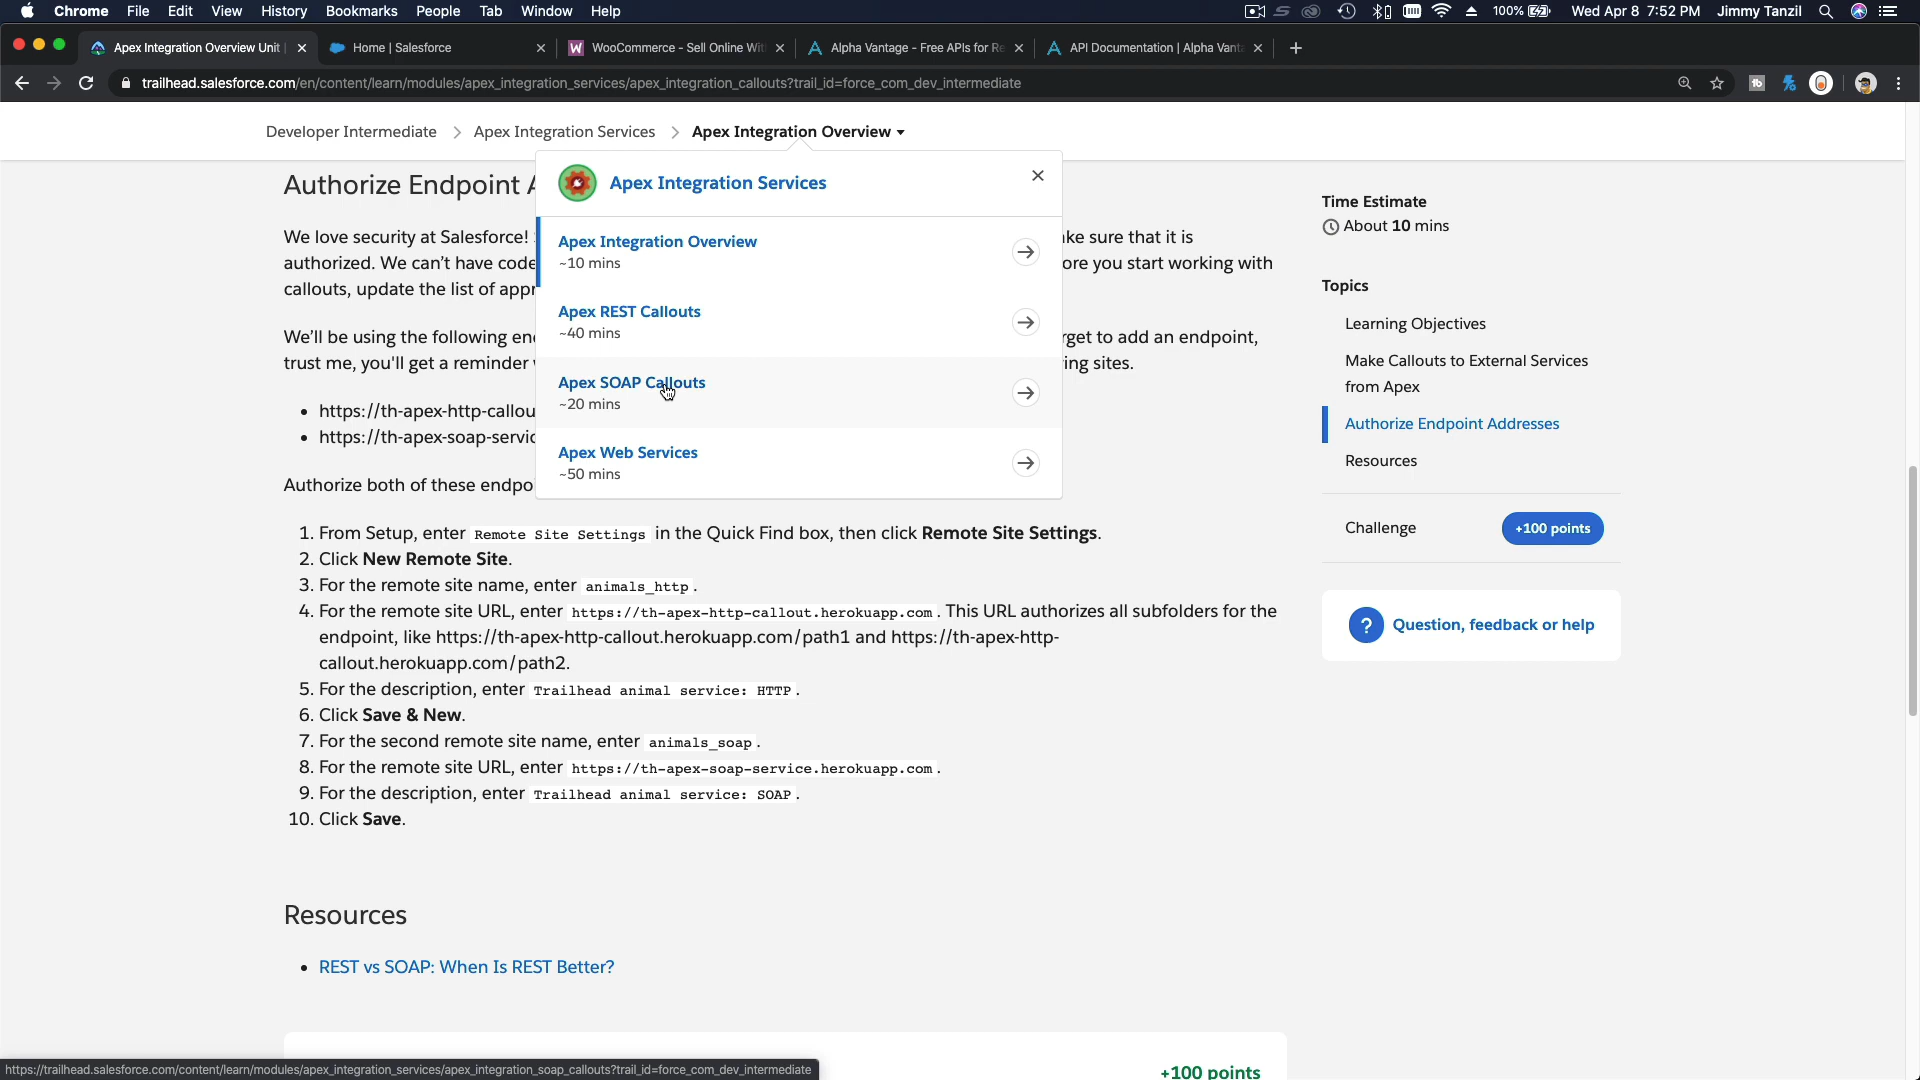 Chrome File Edit View History Bookmarks People Tab Window Help 100% Wed Apr 8 7:52 PM Jimmy Tanzil
Apex Integration Overview Unit Home | Salesforce WooCommerce - Sell Online Wit Alpha Vantage - Free APIs for Re API Documentation | Alpha Vant
trailhead.salesforce.com/en/content/learn/modules/apex_integration_services/apex_integration_callouts?trail_id=force_com_dev_intermediate
Developer Intermediate > Apex Integration Services > Apex Integration Overview
Authorize Endpoint A
We love security at Salesforce!
ke sure that it is
authorized. We can't have code
ore you start working with
callouts, update the list of appr
We'll be using the following en
rget to add an endpoint,
trust me, you'll get a reminder
ing sites.
• https://th-apex-http-callou
• https://th-apex-soap-servic
Authorize both of these endpo
Apex Integration Services
Apex Integration Overview
~10 mins
Apex REST Callouts
~40 mins
Apex SOAP Callouts
~20 mins
Apex Web Services
~50 mins
1. From Setup, enter Remote Site Settings in the Quick Find box, then click Remote Site Settings.
2. Click New Remote Site.
3. For the remote site name, enter animals_http.
4. For the remote site URL, enter https://th-apex-http-callout.herokuapp.com. This URL authorizes all subfolders for the
endpoint, like https://th-apex-http-callout.herokuapp.com/path1 and https://th-apex-http-
callout.herokuapp.com/path2.
5. For the description, enter Trailhead animal service: HTTP.
6. Click Save & New.
7. For the second remote site name, enter animals_soap.
8. For the remote site URL, enter https://th-apex-soap-service.herokuapp.com.
9. For the description, enter Trailhead animal service: SOAP.
10. Click Save.
Resources
• REST vs SOAP: When Is REST Better?
+100 points
Time Estimate
About 10 mins
Topics
Learning Objectives
Make Callouts to External Services
from Apex
Authorize Endpoint Addresses
Resources
Challenge +100 points
? Question, feedback or help
https://trailhead.salesforce.com/content/learn/modules/apex_integration_services/apex_integration_soap_callouts?trail_id=force_com_dev_intermediate